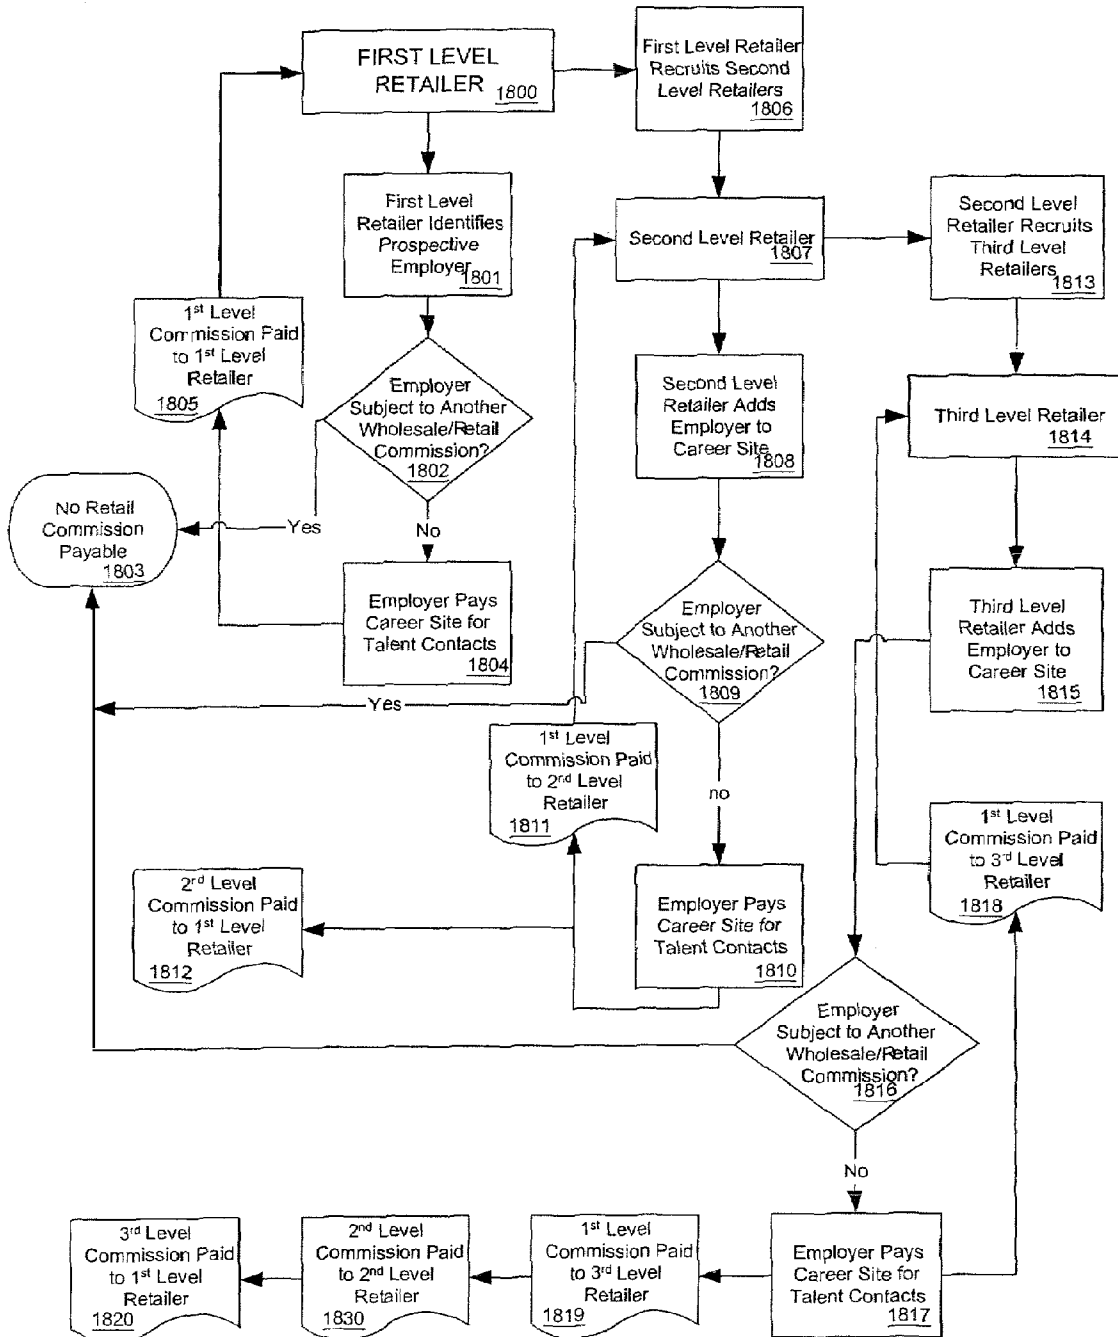 FIRST LEVEL
RETAILER
1800
First Level Retailer
Recruits Second
Level Retailers
1806
First Level
Retailer Identifies
Prospective
Employer
1801
Second Level Retailer
1807
Second Level
Retailer Recruits
Third Level
Retailers
1813
1st Level
Commission Paid
to 1st Level
Retailer
1805
Employer
Subject to Another
Wholesale/Retail
Commission?
1802
Second Level
Retailer Adds
Employer to
Career Site
1808
Third Level Retailer
1814
No Retail
Commission
Payable
1803
Yes
No
Employer Pays
Career Site for
Talent Contacts
1804
Employer
Subject to Another
Wholesale/Retail
Commission?
1809
Third Level
Retailer Adds
Employer to
Career Site
1815
Yes
1st Level
Commission Paid
to 2nd Level
Retailer
1811
no
1st Level
Commission Paid
to 3rd Level
Retailer
1818
2rd Level
Commission Paid
to 1st Level
Retailer
1812
Employer Pays
Career Site for
Talent Contacts
1810
Employer
Subject to Another
Wholesale/Retail
Commission?
1816
No
3rd Level
Commission Paid
to 1st Level
Retailer
1820
2nd Level
Commission Paid
to 2nd Level
Retailer
1830
1st Level
Commission Paid
to 3rd Level
Retailer
1819
Employer Pays
Career Site for
Talent Contacts
1817